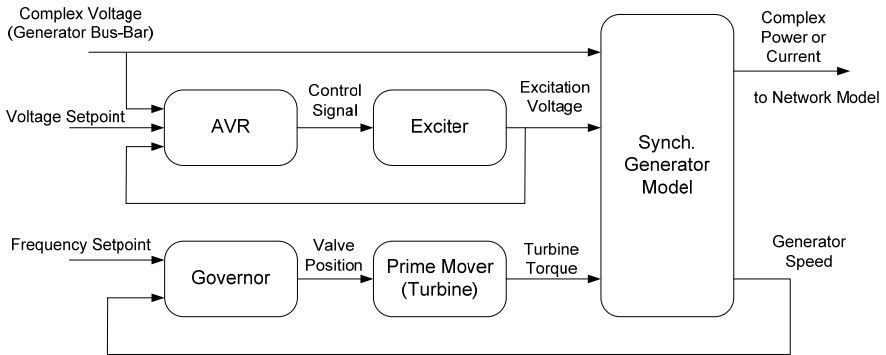 Complex Voltage
(Generator Bus-Bar)
Voltage Setpoint
AVR
Control
Signal
Exciter
Excitation
Voltage
Synch.
Generator
Model
Complex
Power or
Current
to Network Model
Frequency Setpoint
Governor
Valve
Position
Prime Mover
(Turbine)
Turbine
Torque
Generator
Speed